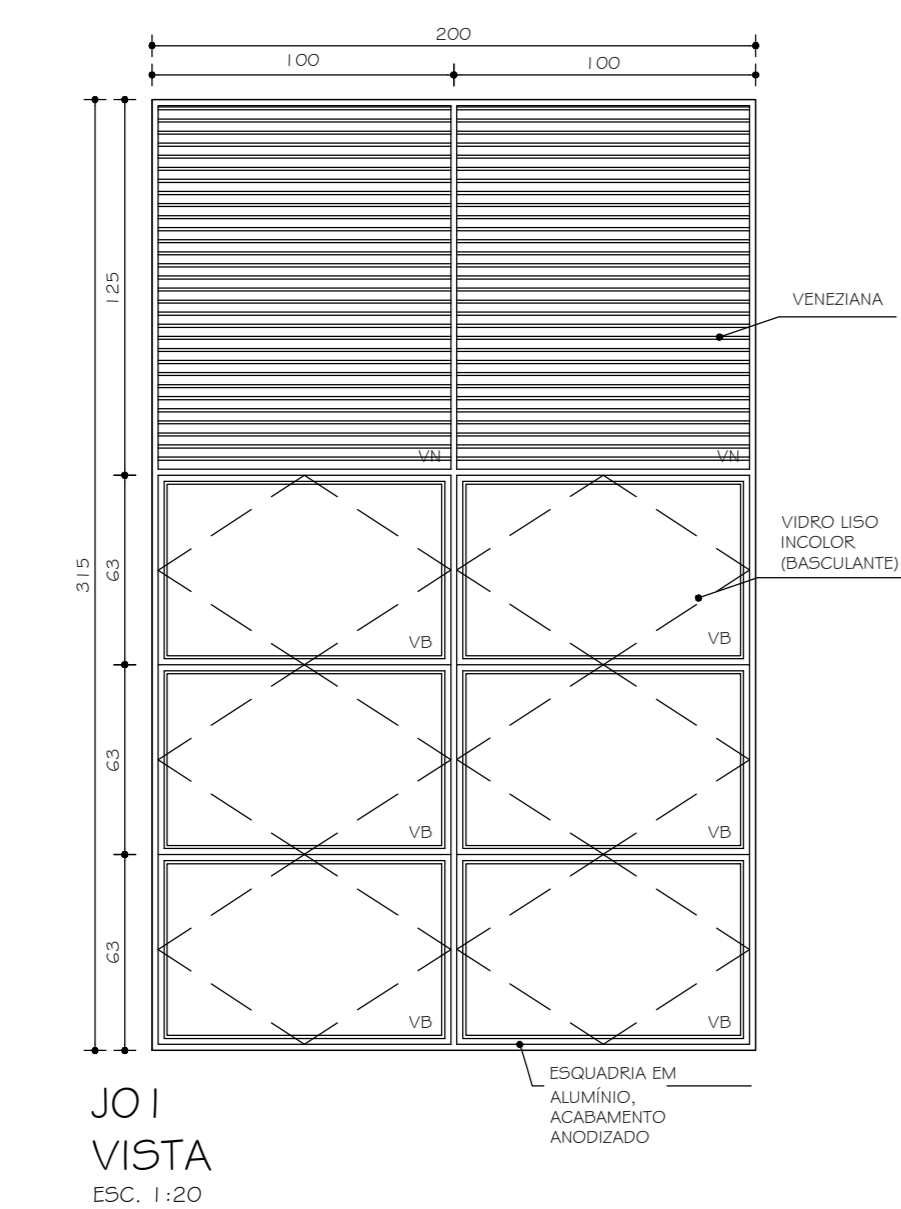 200
100
100
125
VENEZIANA
VN
VN
VIDRO LISO
INCOLOR
(BASCULANTE)
315
63
VB
VB
63
VB
VB
63
VB
VB
ESQUADRIA EM
ALUMÍNIO,
ACABAMENTO
ANODIZADO
JO1
VISTA
ESC. 1:20